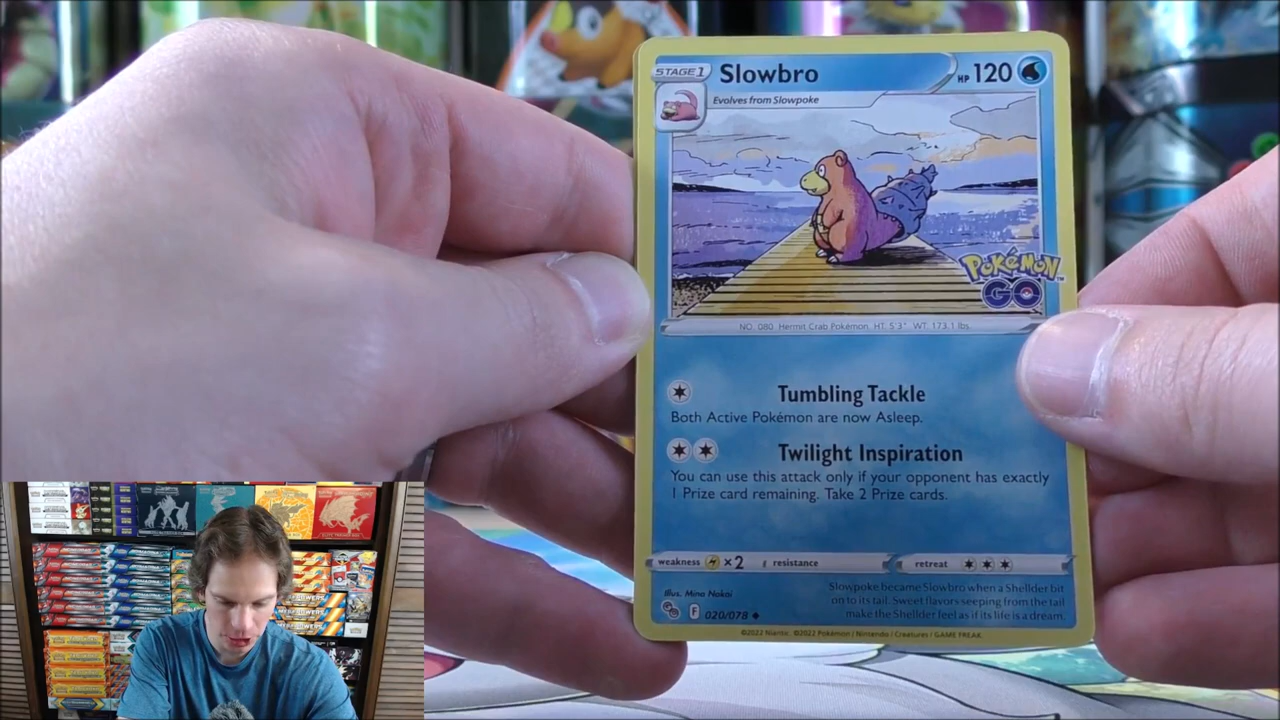 STAGE 1 Slowbro HP 120
Evolves from Slowpoke
POKéMON™
GO
NO. 080 Hermit Crab Pokémon HT: 5'3" WT: 173.1 lbs.
Tumbling Tackle
Both Active Pokémon are now Asleep.
Twilight Inspiration
You can use this attack only if your opponent has exactly
1 Prize card remaining. Take 2 Prize cards.
weakness ×2 resistance retreat
Slowpoke became Slowbro when a Shellder bit
on to its tail. Sweet flavors seeping from the tail
make the Shellder feel as if its life is a dream.
Illus. Mina Nakai
F 020/078
©2022 Niantic. ©2022 Pokémon / Nintendo / Creatures / GAME FREAK.